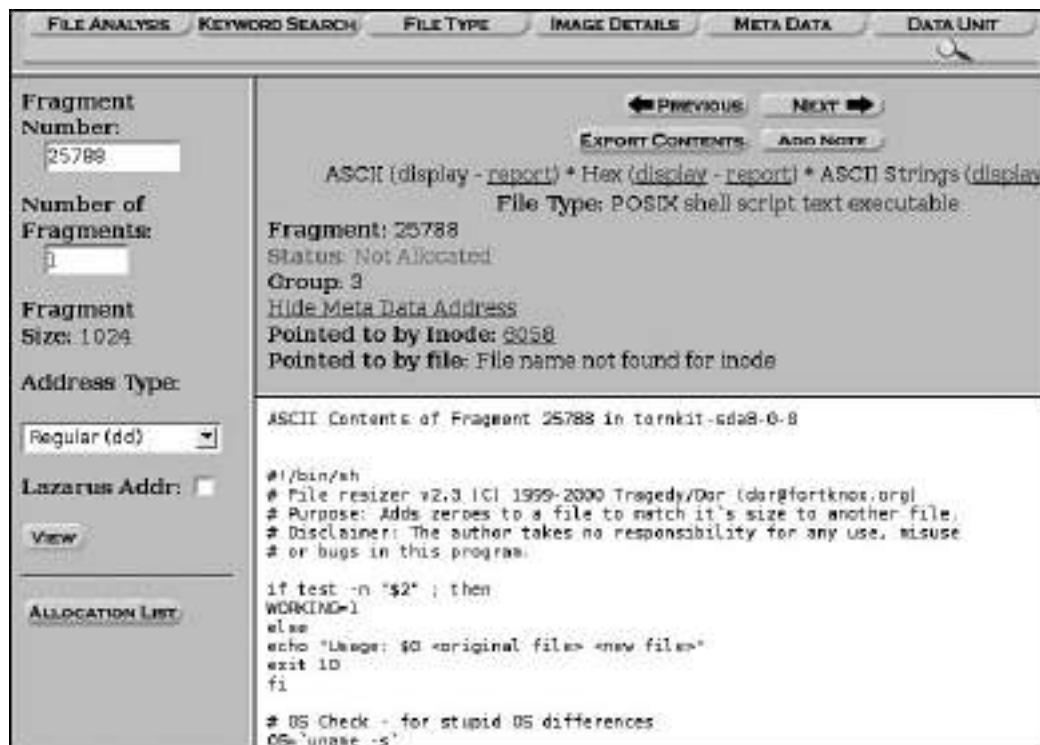 FILE ANALYSIS KEYWORD SEARCH FILE TYPE IMAGE DETAILS META DATA DATA UNIT
Fragment
Number:
25788
Number of
Fragments:
1
Fragment
Size: 1024
Address Type:
Regular (dd)
Lazarus Addr:
VIEW
ALLOCATION LIST
PREVIOUS NEXT
EXPORT CONTENTS ADD NOTE
ASCII (display - report) * Hex (display - report) * ASCII Strings (display
File Type: POSIX shell script text executable
Fragment: 25788
Status: Not Allocated
Group: 3
Hide Meta Data Address
Pointed to by Inode: 6058
Pointed to by file: File name not found for inode
ASCII Contents of Fragment 25788 in tornkit-sda8-0-8
#!/bin/sh
# File resizer v2.3 (C) 1999-2000 Tragedy/Dor (dor@fortknox.org)
# Purpose: Adds zeroes to a file to match it's size to another file.
# Disclaimer: The author takes no responsibility for any use, misuse
# or bugs in this program.
if test -n "$2" ; then
WORKING=1
else
echo "Usage: $0 <original file> <new file>"
exit 10
fi
# OS Check - for stupid OS differences
OS=`uname -s`